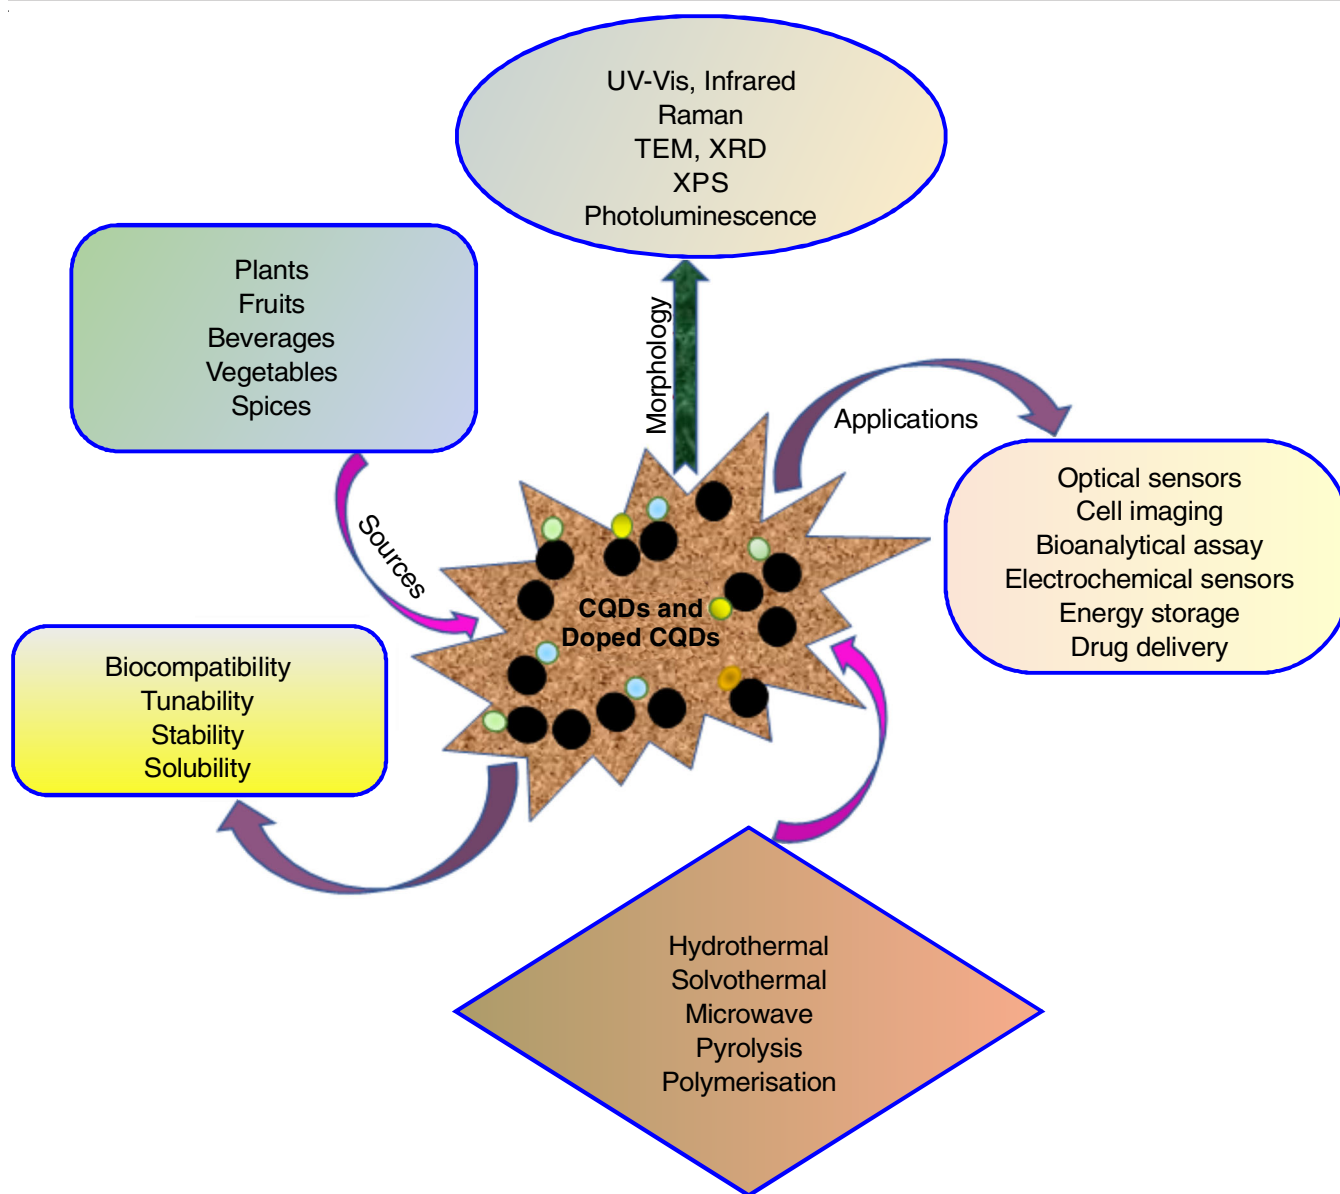 UV-Vis, Infrared
Raman
TEM, XRD
XPS
Photoluminescence
Plants
Fruits
Beverages
Vegetables
Spices
Morphology
Applications
Sources
Optical sensors
Cell imaging
Bioanalytical assay
Electrochemical sensors
Energy storage
Drug delivery
CQDs and
Doped CQDs
Biocompatibility
Tunability
Stability
Solubility
Hydrothermal
Solvothermal
Microwave
Pyrolysis
Polymerisation